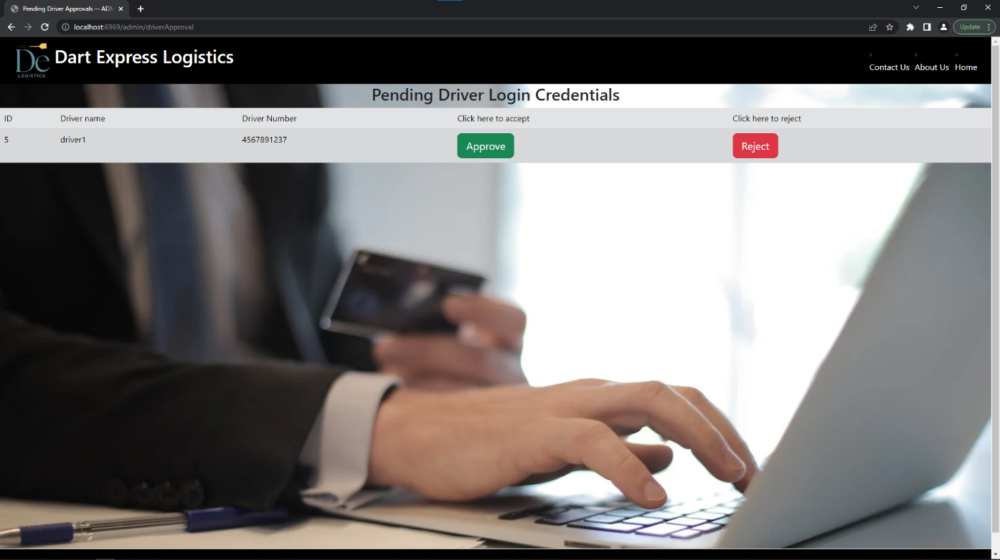 Pending Driver Approvals -- ADM
localhost:6969/admin/driverApproval
Update
De
LOGISTICS
Dart Express Logistics
Contact Us About Us Home
Pending Driver Login Credentials
ID Driver name Driver Number Click here to accept Click here to reject
5 driver1 4567891237 Approve Reject